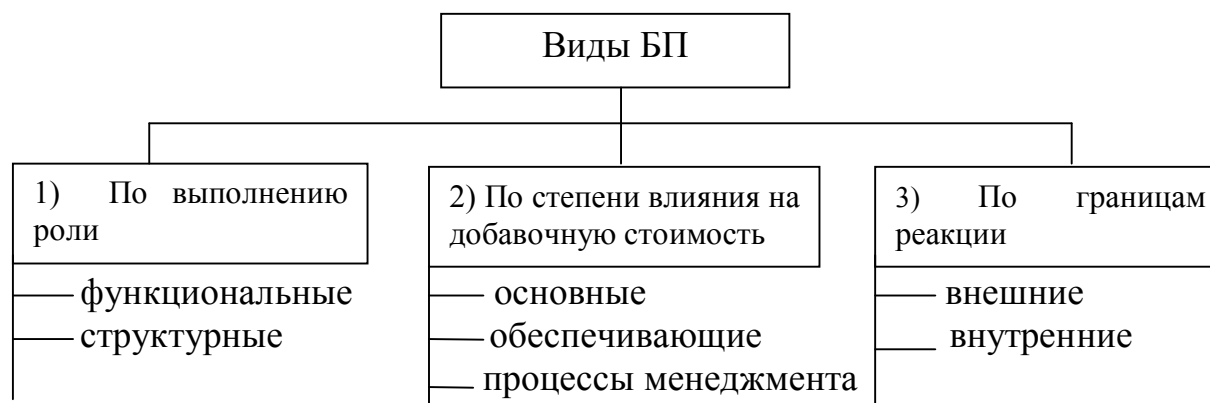 Виды БП
1) По выполнению
роли
функциональные
структурные
2) По степени влияния на
добавочную стоимость
основные
обеспечивающие
процессы менеджмента
3) По границам
реакции
внешние
внутренние